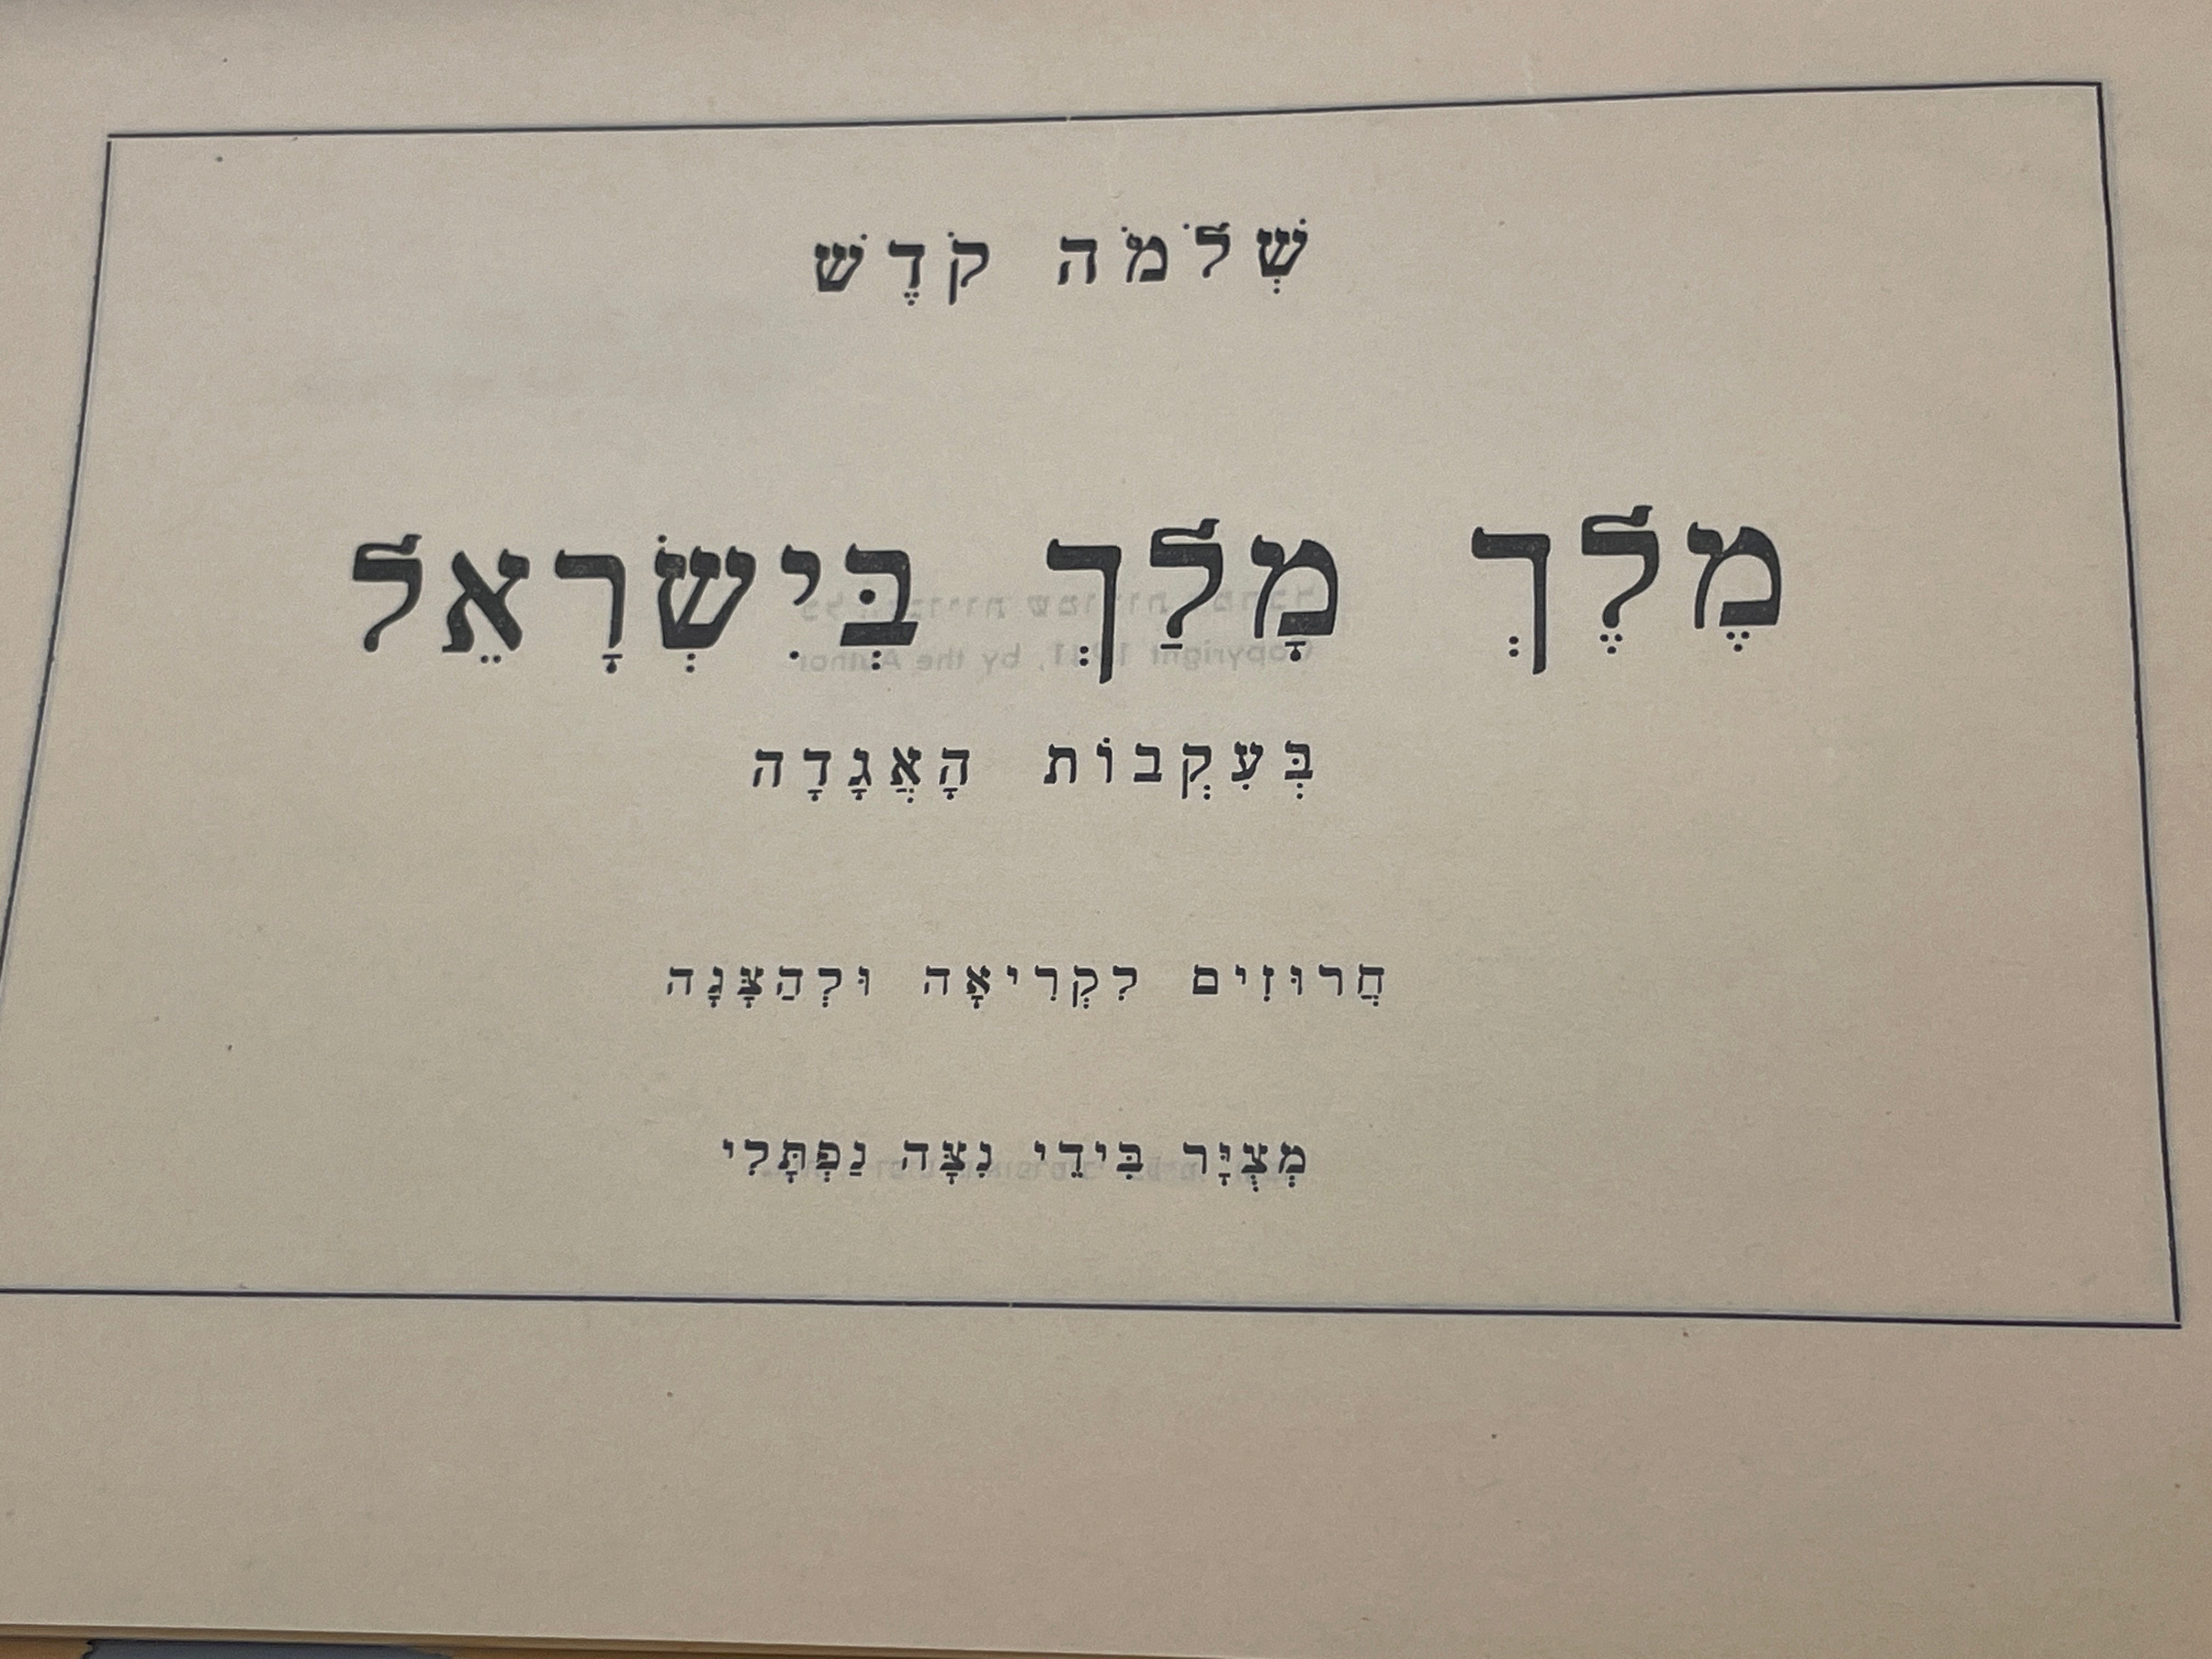 שְׁלֹמֹה קֹדֶשׁ
מֶלֶךְ מָלַךְ בְּיִשְׂרָאֵל
בְּעִקְבוֹת הָאֲגָדָה
חֲרוּזִים לִקְרִיאָה וּלְהַצָּגָה
מְצֻיָּר בִּידֵי נִצָּה נַפְתָּלִי